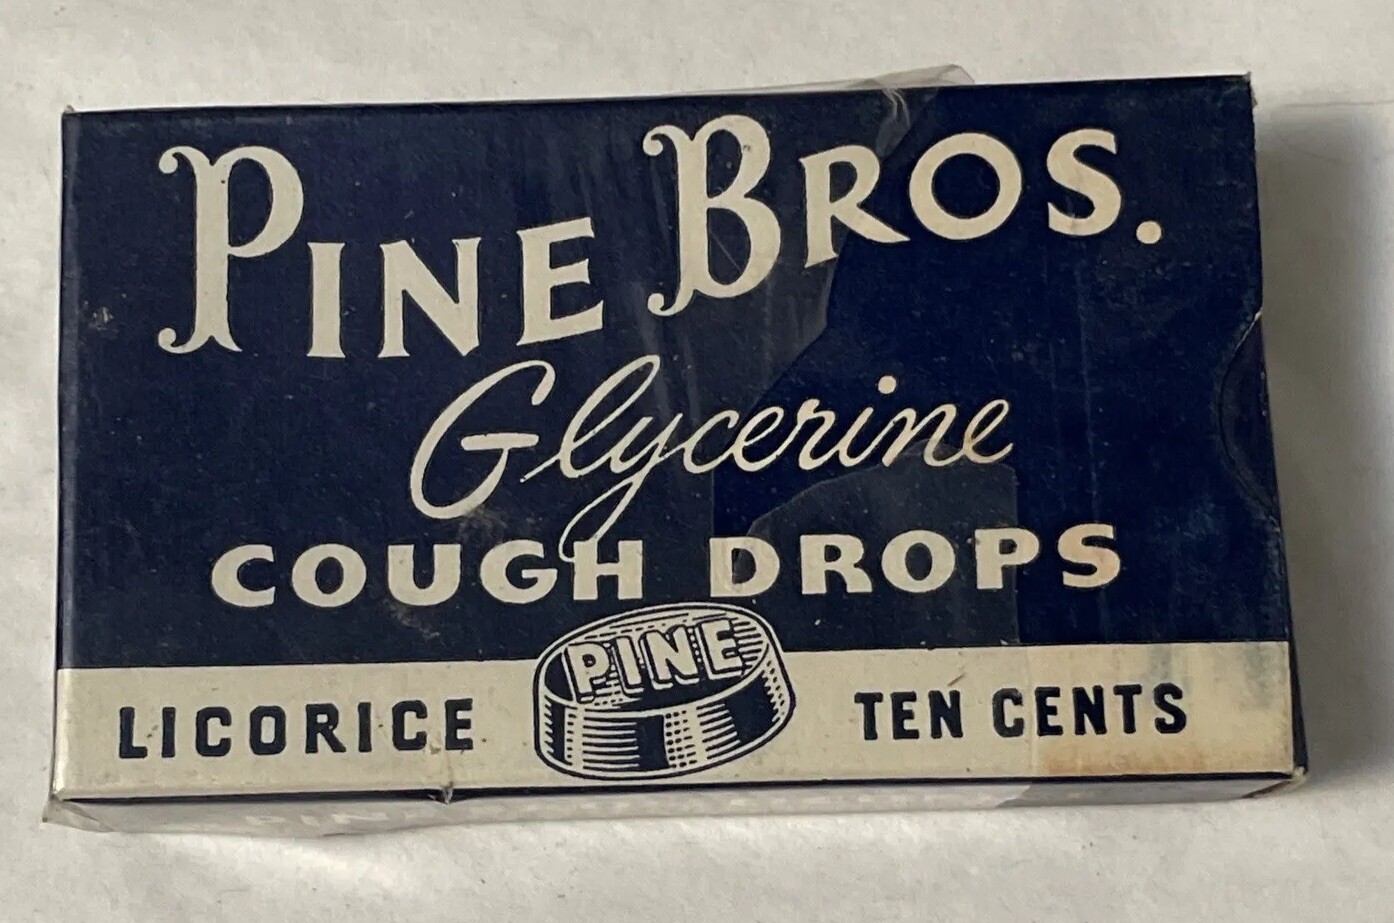 PINE BROS.
Glycerine
COUGH DROPS
PINE
LICORICE TEN CENTS